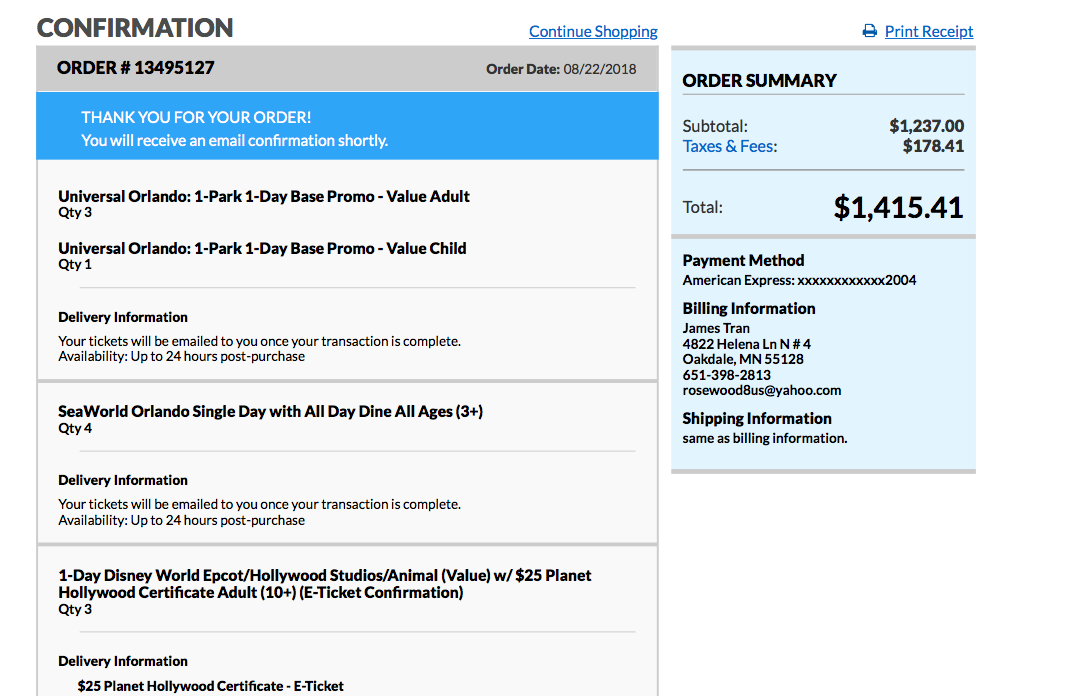 CONFIRMATION
Continue Shopping
Print Receipt
ORDER # 13495127
Order Date: 08/22/2018
THANK YOU FOR YOUR ORDER!
You will receive an email confirmation shortly.
Universal Orlando: 1-Park 1-Day Base Promo - Value Adult
Qty 3
Universal Orlando: 1-Park 1-Day Base Promo - Value Child
Qty 1
Delivery Information
Your tickets will be emailed to you once your transaction is complete.
Availability: Up to 24 hours post-purchase
SeaWorld Orlando Single Day with All Day Dine All Ages (3+)
Qty 4
Delivery Information
Your tickets will be emailed to you once your transaction is complete.
Availability: Up to 24 hours post-purchase
1-Day Disney World Epcot/Hollywood Studios/Animal (Value) w/ $25 Planet
Hollywood Certificate Adult (10+) (E-Ticket Confirmation)
Qty 3
Delivery Information
$25 Planet Hollywood Certificate - E-Ticket
ORDER SUMMARY
Subtotal: $1,237.00
Taxes & Fees: $178.41
Total: $1,415.41
Payment Method
American Express: xxxxxxxxxxxx2004
Billing Information
James Tran
4822 Helena Ln N # 4
Oakdale, MN 55128
651-398-2813
rosewood8us@yahoo.com
Shipping Information
same as billing information.